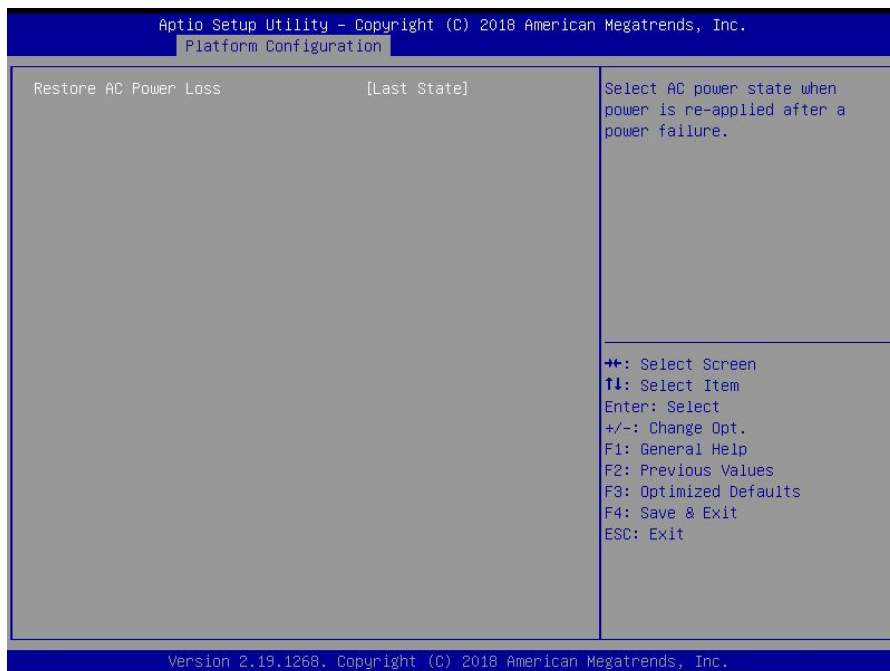 Aptio Setup Utility – Copyright (C) 2018 American Megatrends, Inc.
Platform Configuration
Restore AC Power Loss [Last State]
Select AC power state when
power is re-applied after a
power failure.
→←: Select Screen
↑↓: Select Item
Enter: Select
+/-: Change Opt.
F1: General Help
F2: Previous Values
F3: Optimized Defaults
F4: Save & Exit
ESC: Exit
Version 2.19.1268. Copyright (C) 2018 American Megatrends, Inc.